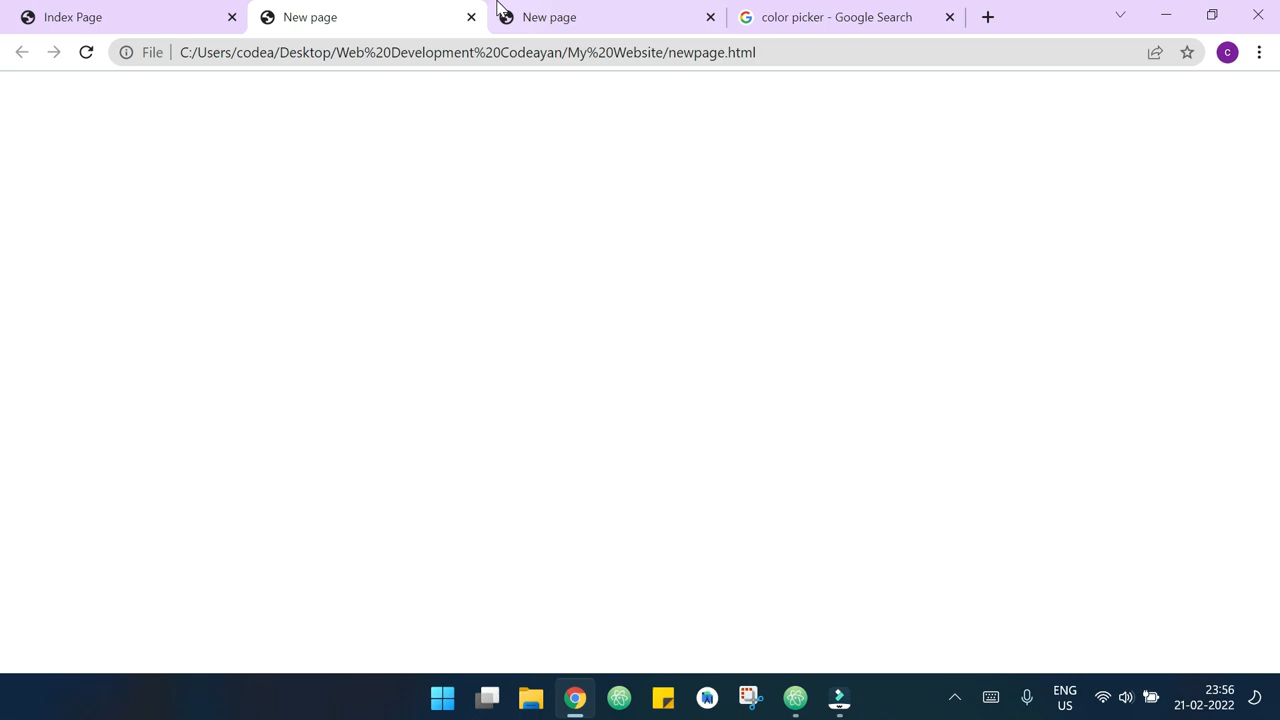 Index Page
New page
New page
color picker - Google Search
File
C:/Users/codea/Desktop/Web%20Development%20Codeayan/My%20Website/newpage.html
c
ENG
US
23:56
21-02-2022